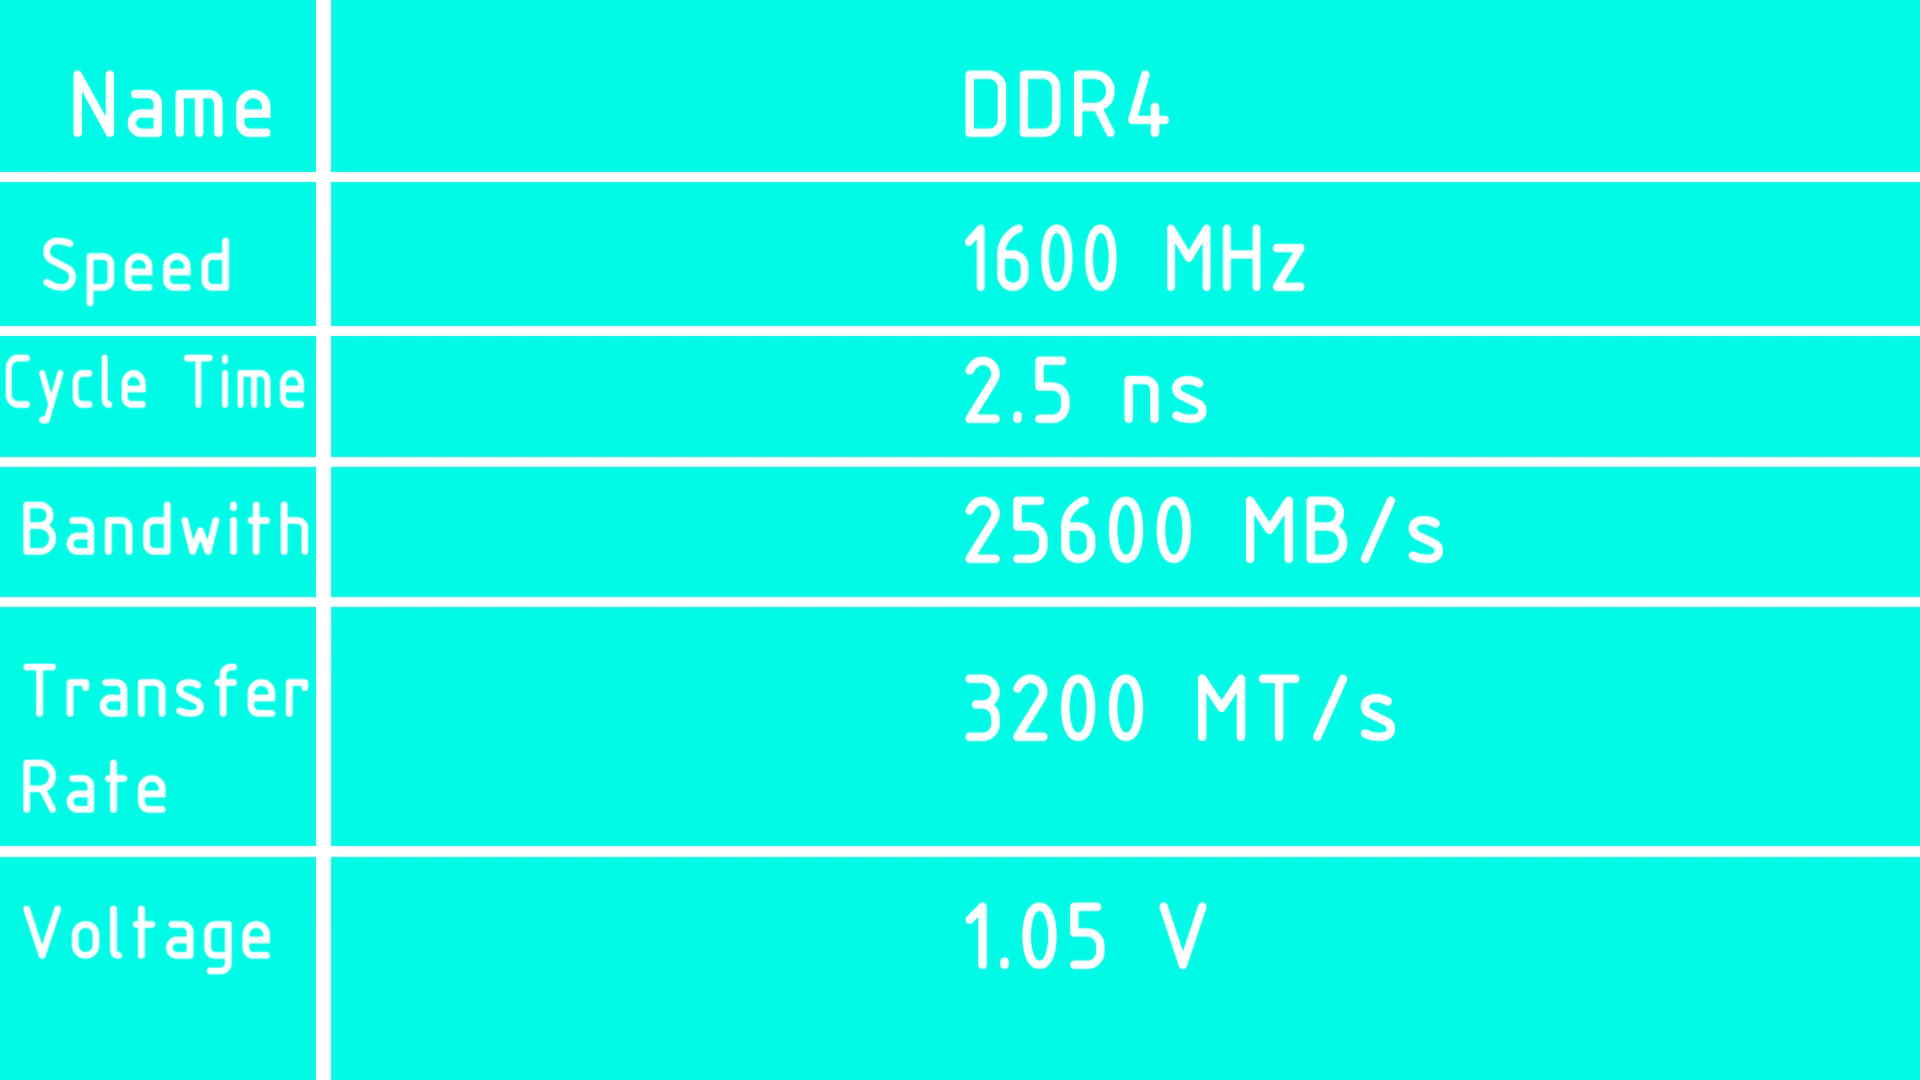 Name DDR4
Speed 1600 MHz
Cycle Time 2.5 ns
Bandwith 25600 MB/s
Transfer 3200 MT/s
Rate
Voltage 1.05 V